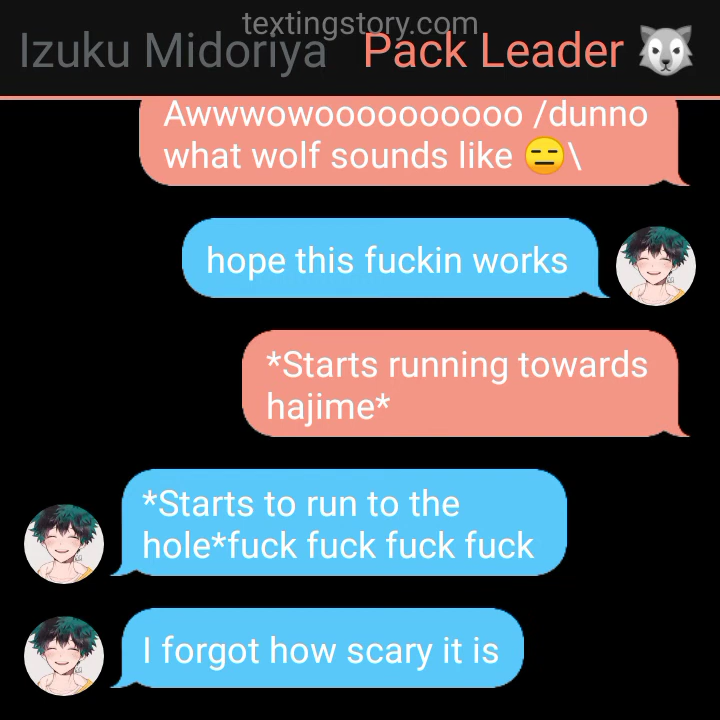 textingstory.com
Izuku Midoriya Pack Leader 🐺
Awwwowoooooooooo /dunno
what wolf sounds like 😑\
hope this fuckin works
*Starts running towards
hajime*
*Starts to run to the
hole*fuck fuck fuck fuck
I forgot how scary it is